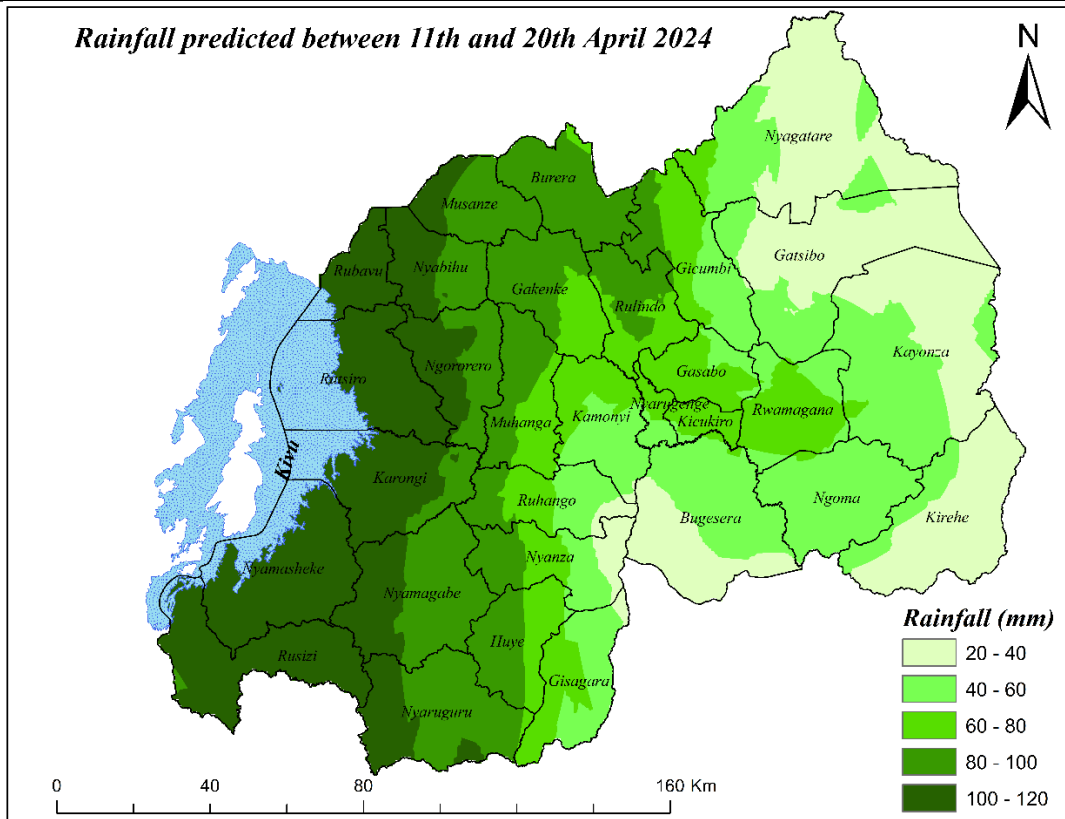 Rainfall predicted between 11th and 20th April 2024
N
Nyagatare
Burera
Musanze
Gatsibo
Rubavu
Nyabihu
Gicumbi
Gakenke
Rulindo
Kayonza
Rutsiro
Ngororero
Gasabo
Nyarugenge
Rwamagana
Muhanga
Kamonyi
Kicukiro
Kivu
Karongi
Ruhango
Bugesera
Ngoma
Kirehe
Nyanza
Nyamasheke
Nyamagabe
Huye
Rusizi
Gisagara
Nyaruguru
Rainfall (mm)
20 - 40
40 - 60
60 - 80
80 - 100
100 - 120
0 40 80 160 Km